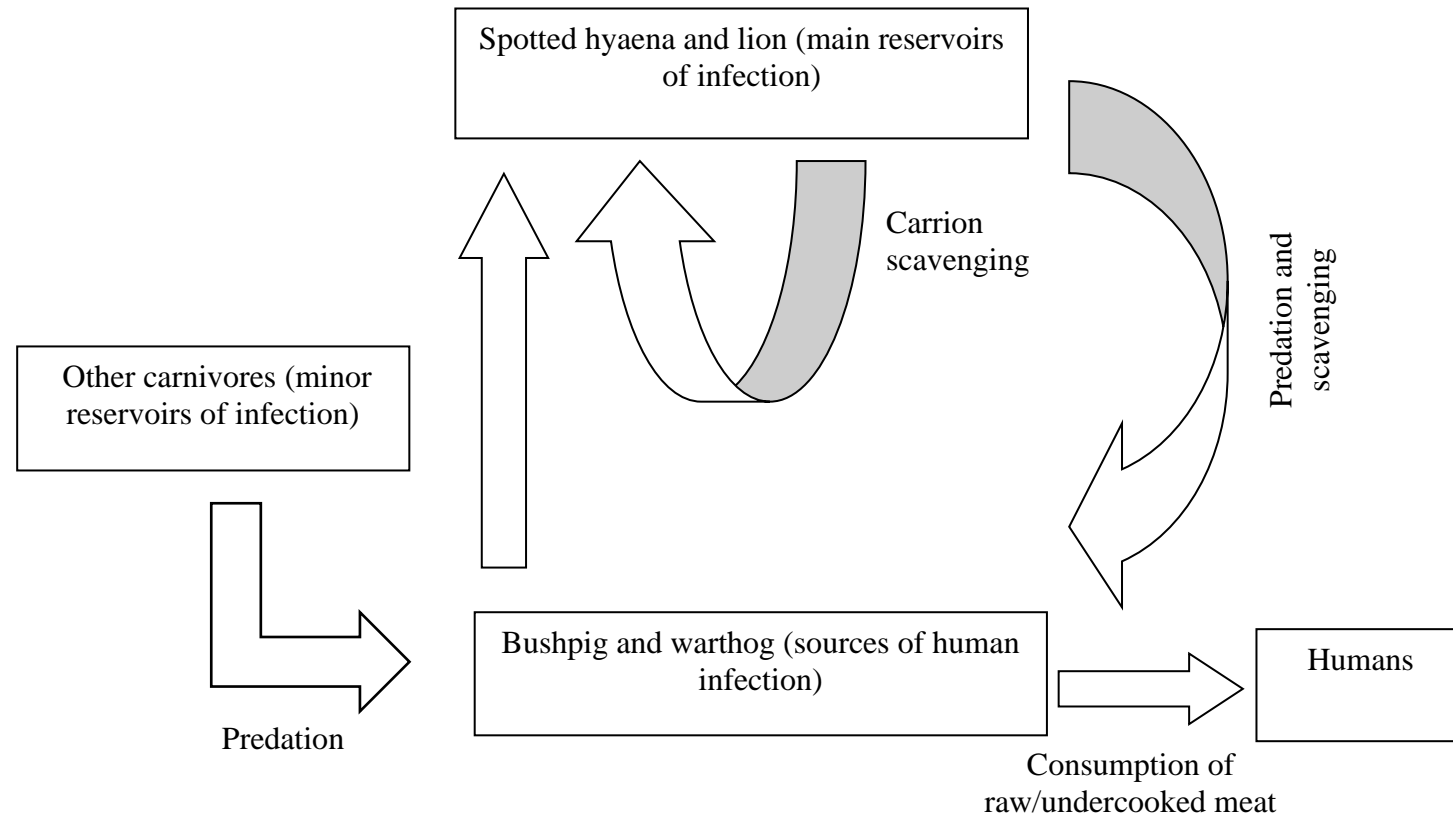 Spotted hyaena and lion (main reservoirs
of infection)
Carrion
scavenging
Predation and
scavenging
Other carnivores (minor
reservoirs of infection)
Predation
Bushpig and warthog (sources of human
infection)
Humans
Consumption of
raw/undercooked meat